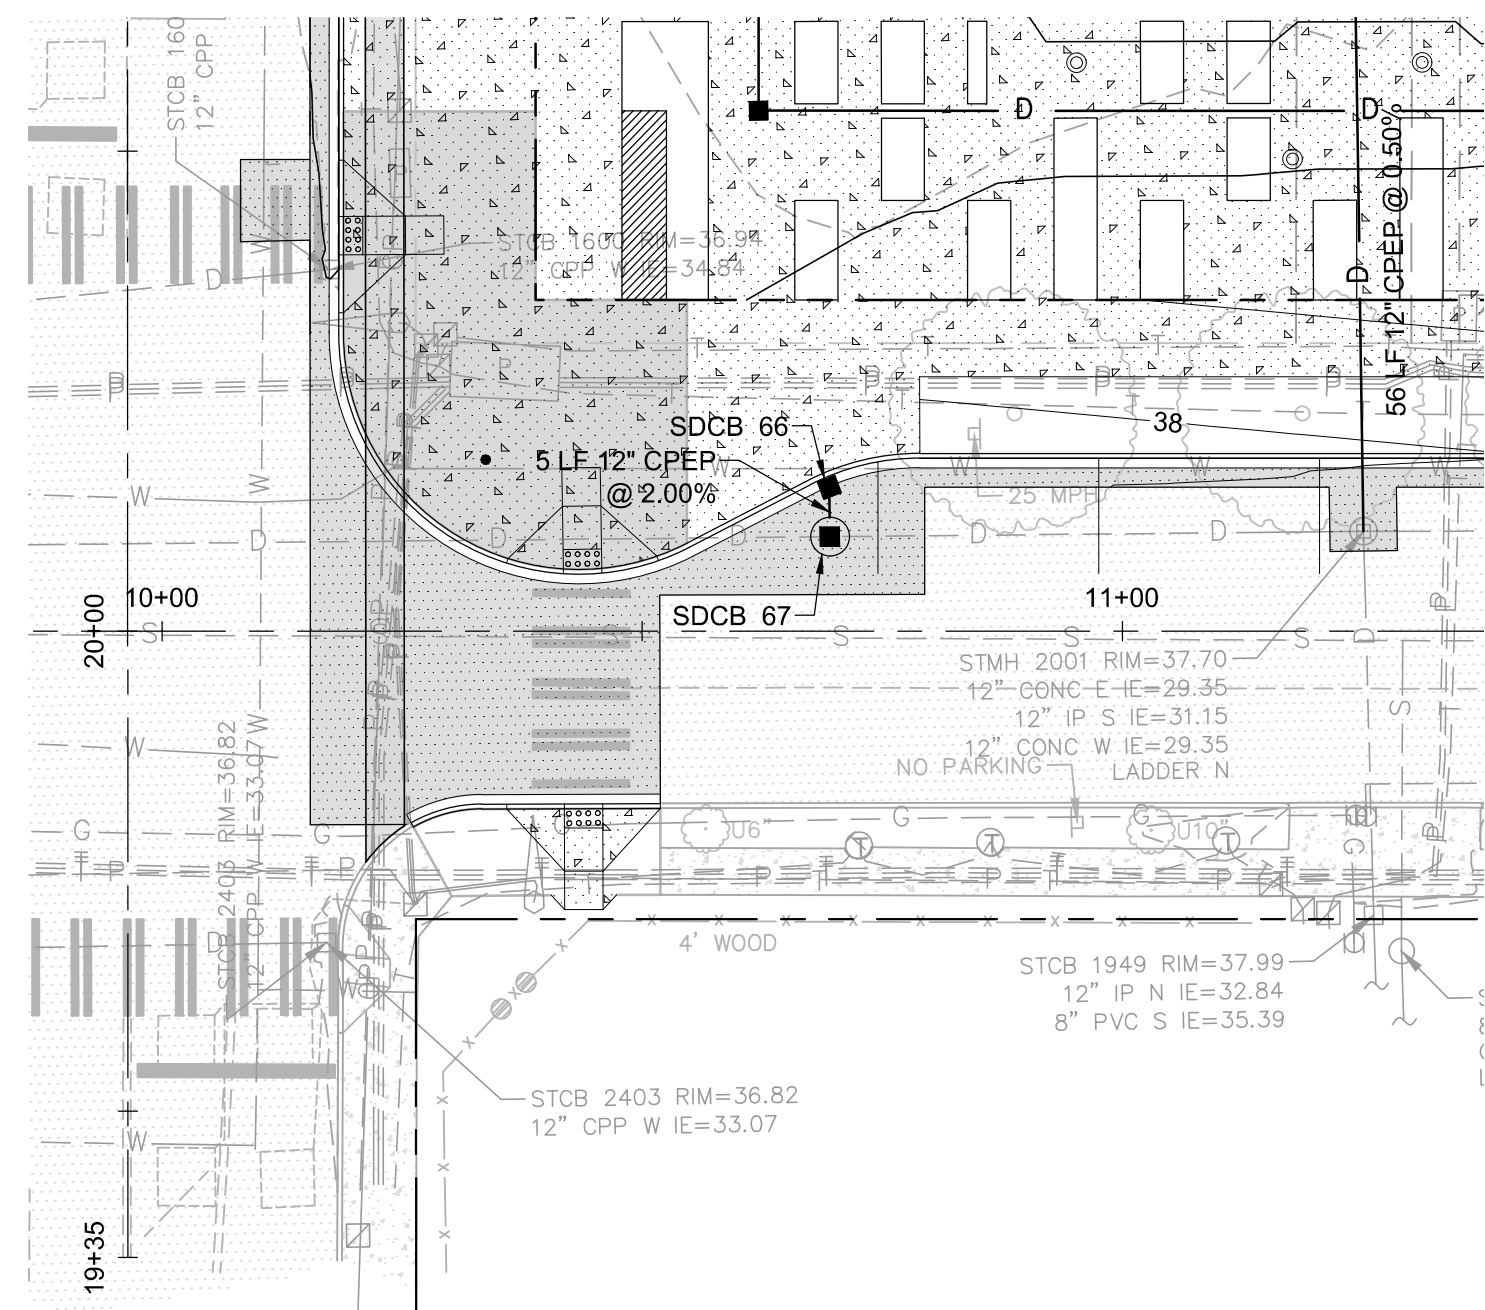 STCB 160
12" CPP
D
D
56 LF 12" CPEP @ 0.50%
STCB 1600 RIM=36.94
12" CPP W IE=34.84
D
D
P
P
T
T
T
P
P
P
P
P
T
T
38
SDCB 66
5 LF 12" CPEP
@ 2.00%
W
W
W
W
W
W
25 MPH
D
D
D
D
D
SDCB 67
10+00
11+00
20+00
S
S
S
S
S
S
D
STMH 2001 RIM=37.70
12" CONC E IE=29.35
12" IP S IE=31.15
12" CONC W IE=29.35
LADDER N
NO PARKING
W
W
STCB 2403 RIM=36.82
12" CPP W IE=33.07
G
G
G
G
G
G
U6"
U10"
T
T
T
P
T
P
T
P
T
P
T
P
D
W
4' WOOD
STCB 1949 RIM=37.99
12" IP N IE=32.84
8" PVC S IE=35.39
S
8
L
STCB 2403 RIM=36.82
12" CPP W IE=33.07
W
W
19+35